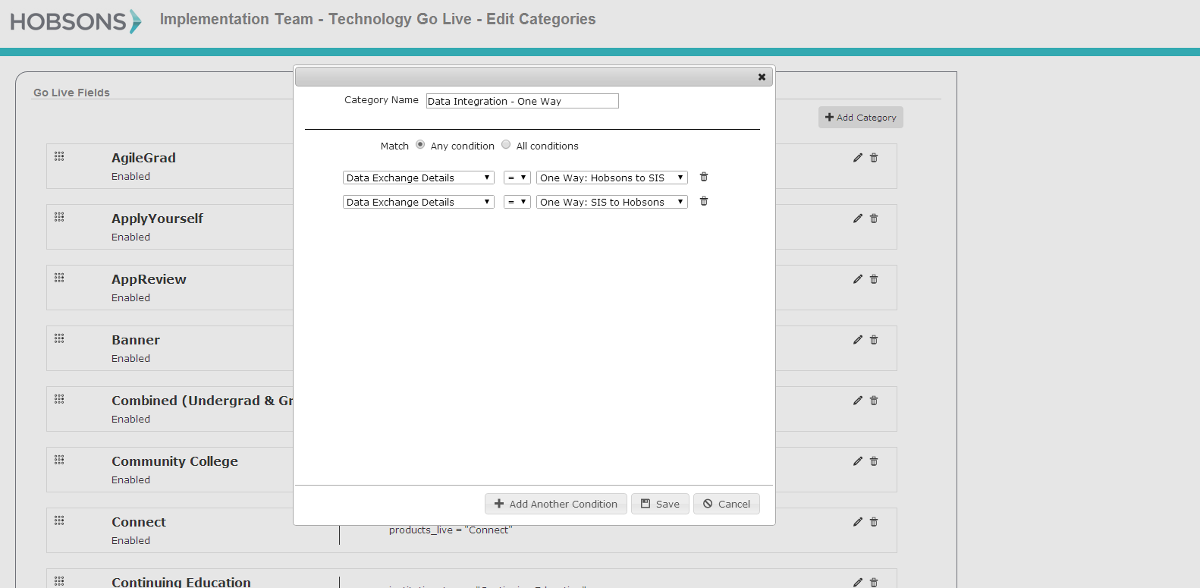 HOBSONS
Implementation Team - Technology Go Live - Edit Categories
Go Live Fields
Add Category
Category Name Data Integration - One Way
Match Any condition All conditions
Data Exchange Details = One Way: Hobsons to SIS
Data Exchange Details = One Way: SIS to Hobsons
Add Another Condition Save Cancel
AgileGrad
Enabled
ApplyYourself
Enabled
AppReview
Enabled
Banner
Enabled
Combined (Undergrad & Gr
Enabled
Community College
Enabled
Connect
products_live = "Connect"
Enabled
Continuing Education